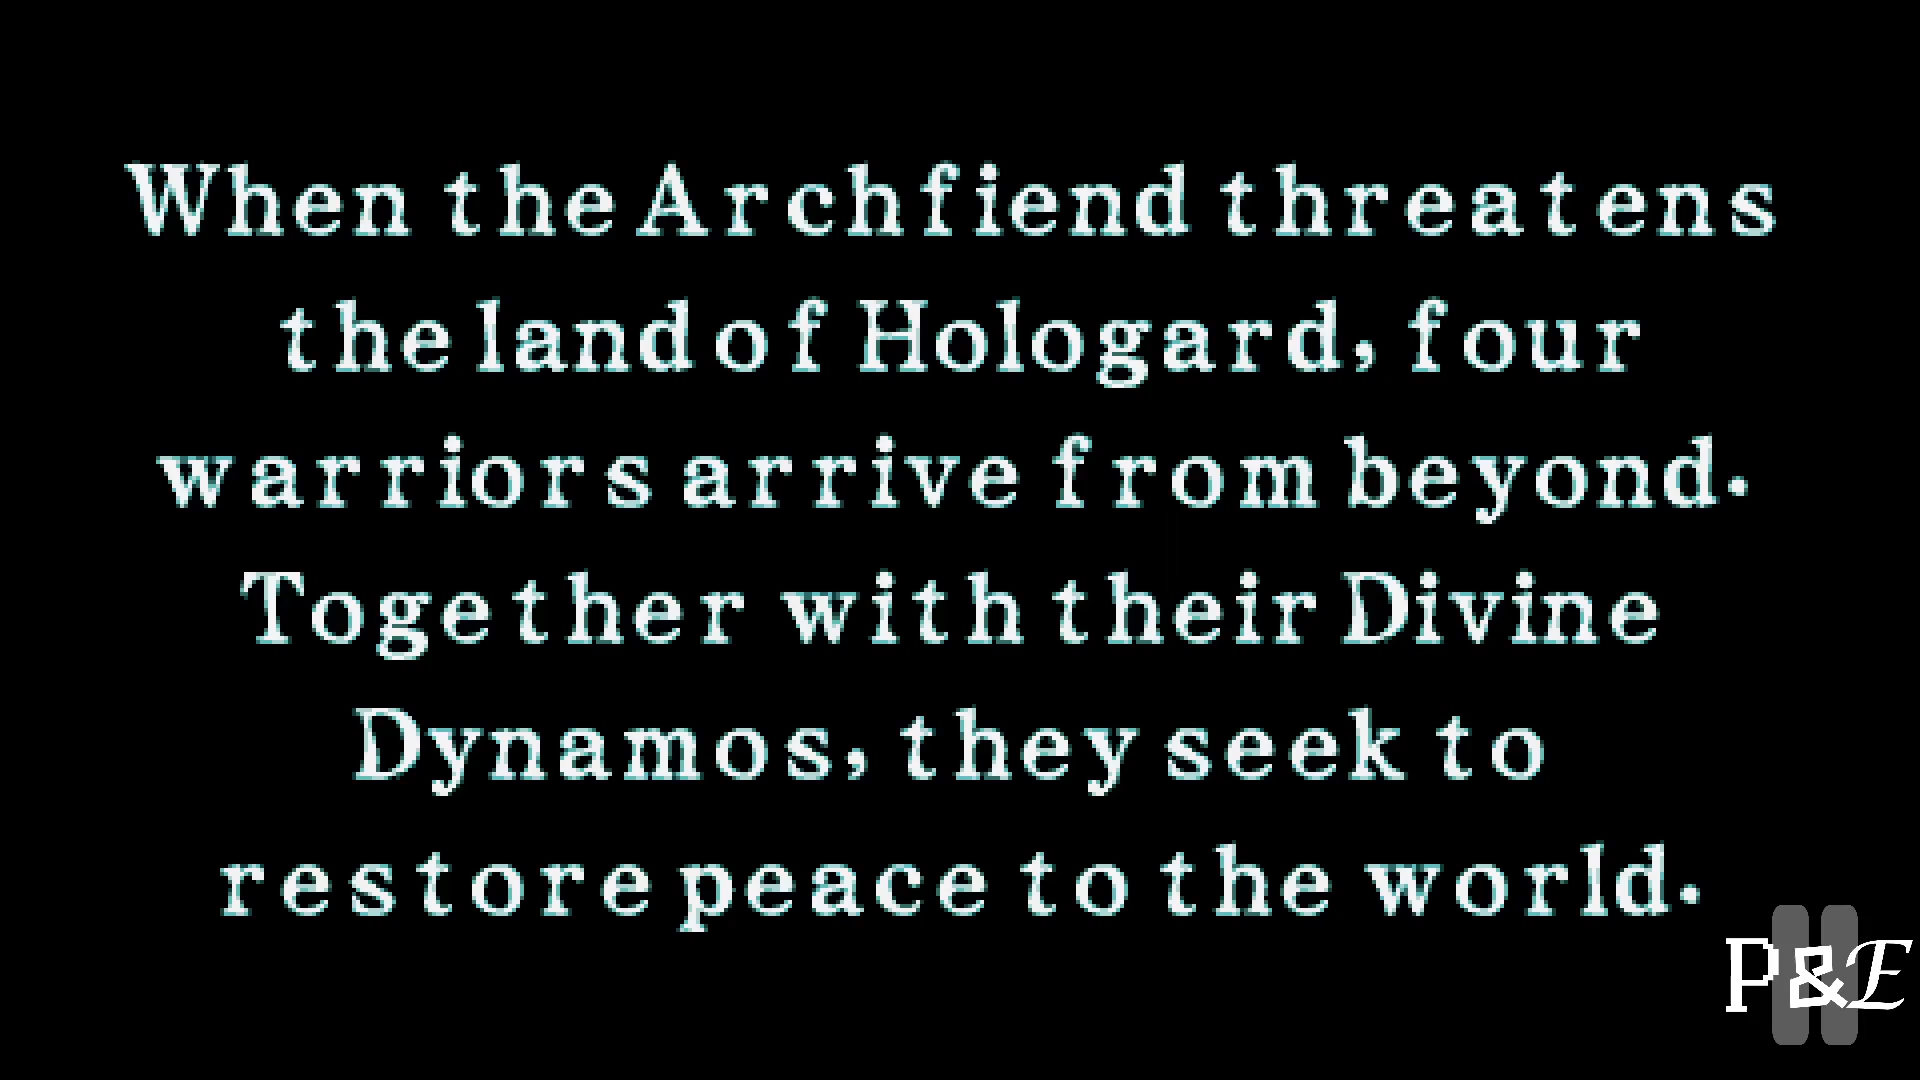 When the Archfiend threatens
the land of Hologard, four
warriors arrive from beyond.
Together with their Divine
Dynamos, they seek to
restore peace to the world.
P&E